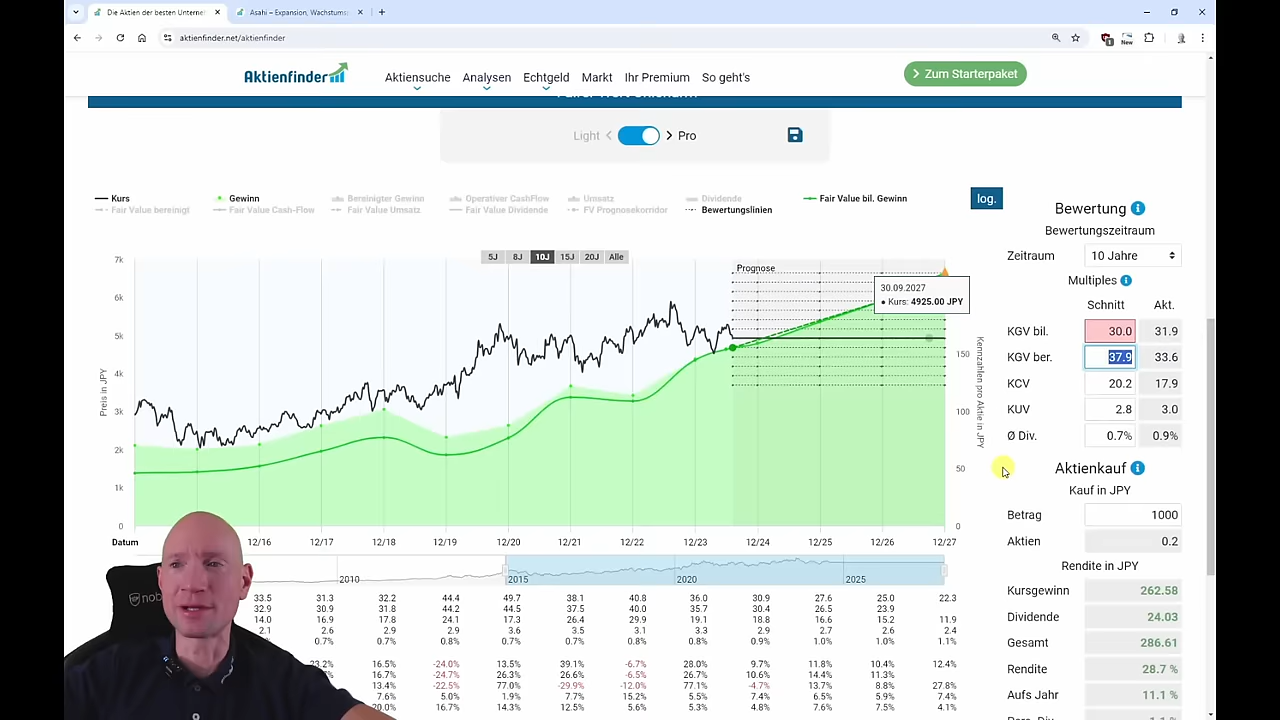 Die Aktien der besten Unterne
Asahi – Expansion, Wachstums
aktienfinder.net/aktienfinder
New
Aktienfinder
Aktiensuche Analysen Echtgeld Markt Ihr Premium So geht's
Zum Starterpaket
Light < > Pro
Kurs Gewinn Bereinigter Gewinn Operativer CashFlow Umsatz Dividende Fair Value bil. Gewinn
Fair Value bereinigt Fair Value Cash-Flow Fair Value Umsatz Fair Value Dividende FV Prognosekorridor Bewertungslinien
log.
5J 8J 10J 15J 20J Alle
Prognose
30.09.2027
Kurs: 4925.00 JPY
7k
6k
5k
4k
3k
2k
1k
0
Preis in JPY
150
100
50
0
Kennzahlen pro Aktie in JPY
Datum 12/16 12/17 12/18 12/19 12/20 12/21 12/22 12/23 12/24 12/25 12/26 12/27
2010 2015 2020 2025
33.5 31.3 32.2 44.4 49.7 38.1 40.8 36.0 30.9 27.6 25.0 22.3
32.9 30.9 31.8 44.2 44.5 37.5 40.0 35.7 30.4 26.5 23.9
14.0 16.9 17.8 24.1 17.3 26.4 29.9 19.1 18.8 16.6 15.2 11.9
2.1 2.6 2.9 2.9 3.6 3.5 3.1 3.3 2.9 2.7 2.6 2.4
0.7% 0.7% 0.8% 0.9% 0.7% 0.8% 0.8% 0.8% 0.9% 1.0% 1.0% 1.1%
23.2% 16.5% -24.0% 13.5% 39.1% -6.7% 28.0% 9.7% 11.8% 10.4% 12.4%
16.7% -24.7% 26.3% 26.6% -6.5% 26.7% 10.6% 14.4% 11.3%
13.4% -22.5% 77.0% -29.9% -12.0% 77.1% -4.7% 13.7% 8.8% 27.8%
7.6% 5.0% 1.9% 7.7% 15.2% 5.5% 7.4% 6.5% 5.9% 7.4%
20.0% 16.7% 14.3% 12.5% 5.6% 5.3% 4.8% 7.6% 7.5% 4.1%
Bewertung
Bewertungszeitraum
Zeitraum 10 Jahre
Multiples
Schnitt Akt.
KGV bil. 30.0 31.9
KGV ber. 37.9 33.6
KCV 20.2 17.9
KUV 2.8 3.0
Ø Div. 0.7% 0.9%
Aktienkauf
Kauf in JPY
Betrag 1000
Aktien 0.2
Rendite in JPY
Kursgewinn 262.58
Dividende 24.03
Gesamt 286.61
Rendite 28.7 %
Aufs Jahr 11.1 %